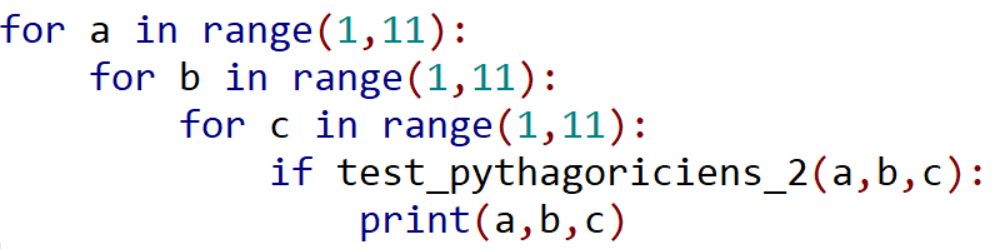 for a in range(1,11):
    for b in range(1,11):
        for c in range(1,11):
            if test_pythagoriciens_2(a,b,c):
                print(a,b,c)